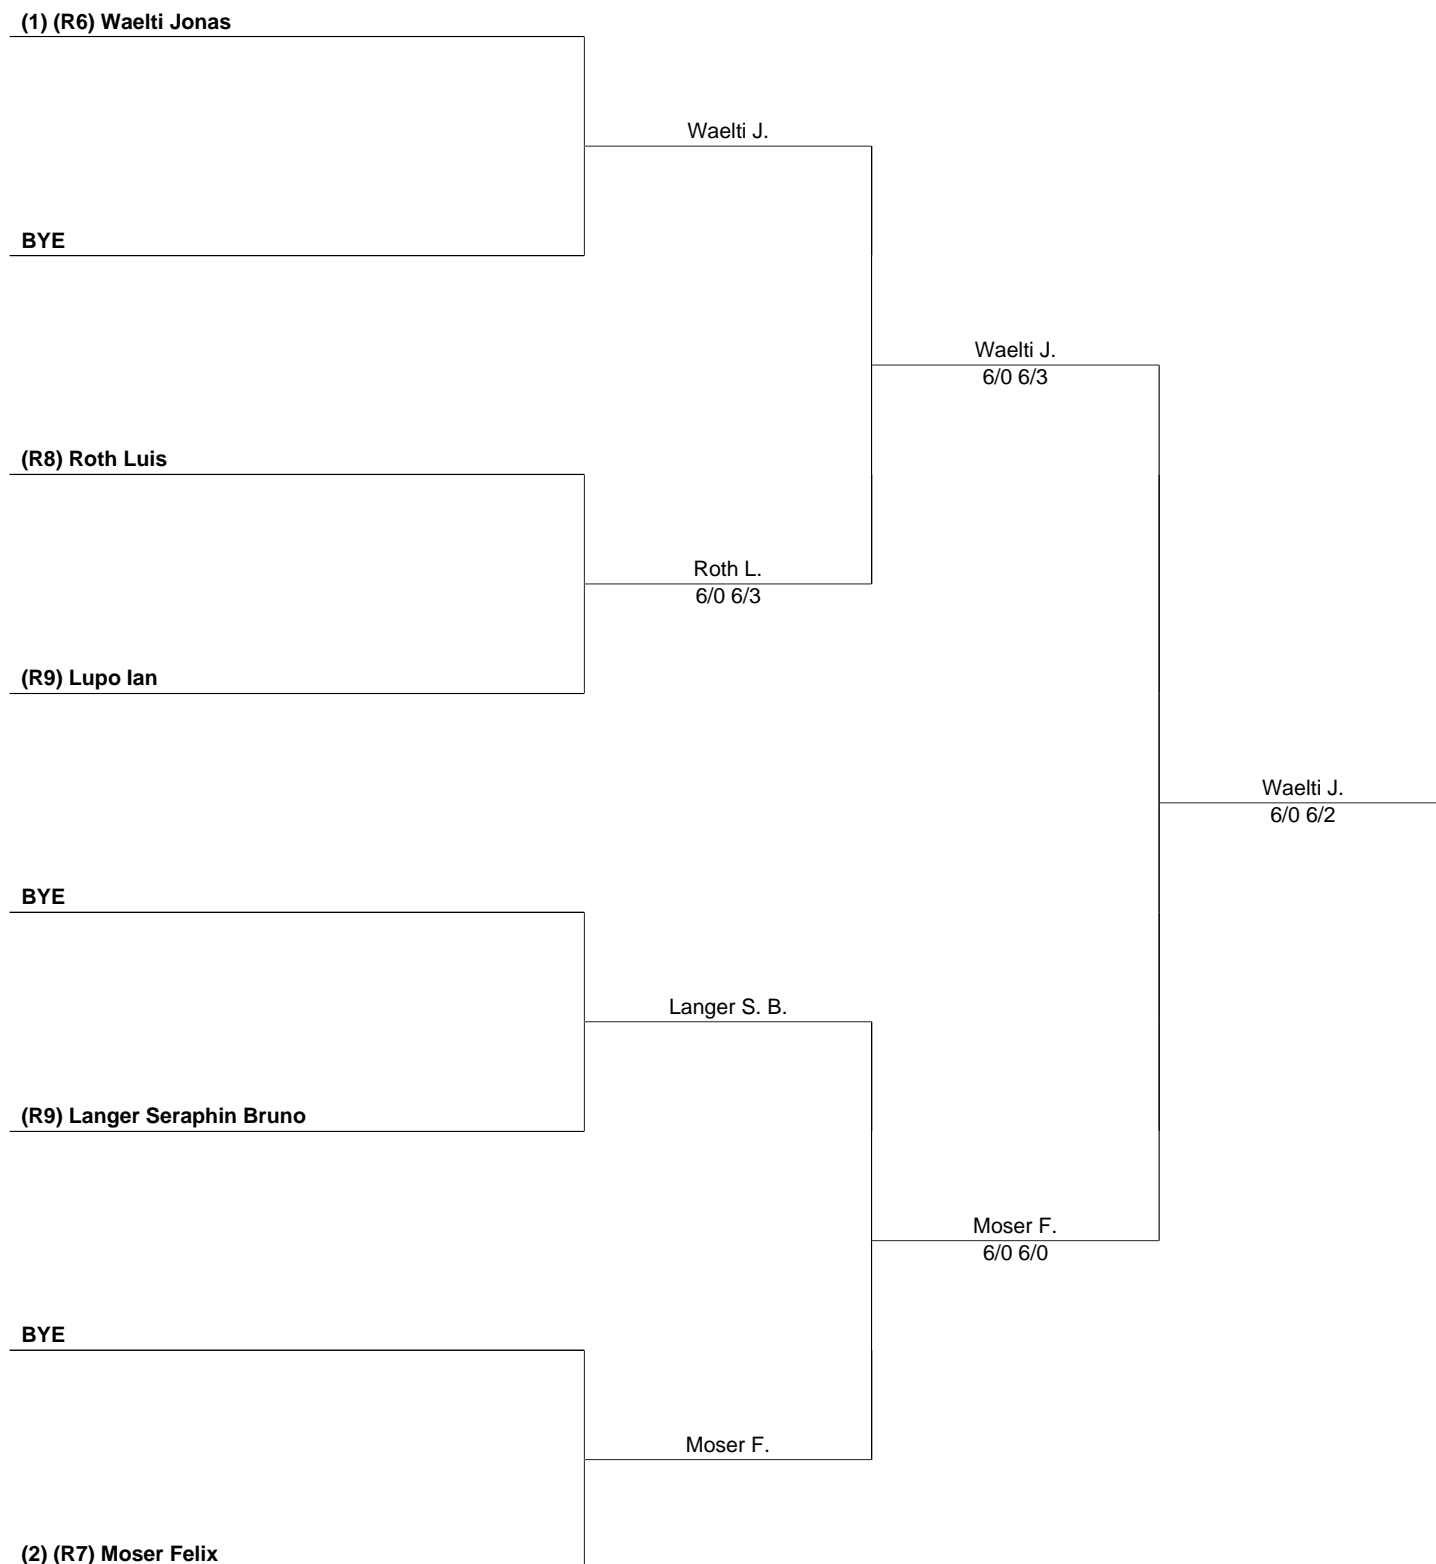 (1) (R6) Waelti Jonas
Waelti J.
BYE
Waelti J.
6/0 6/3
(R8) Roth Luis
Roth L.
6/0 6/3
(R9) Lupo Ian
Waelti J.
6/0 6/2
BYE
Langer S. B.
(R9) Langer Seraphin Bruno
Moser F.
6/0 6/0
BYE
Moser F.
(2) (R7) Moser Felix